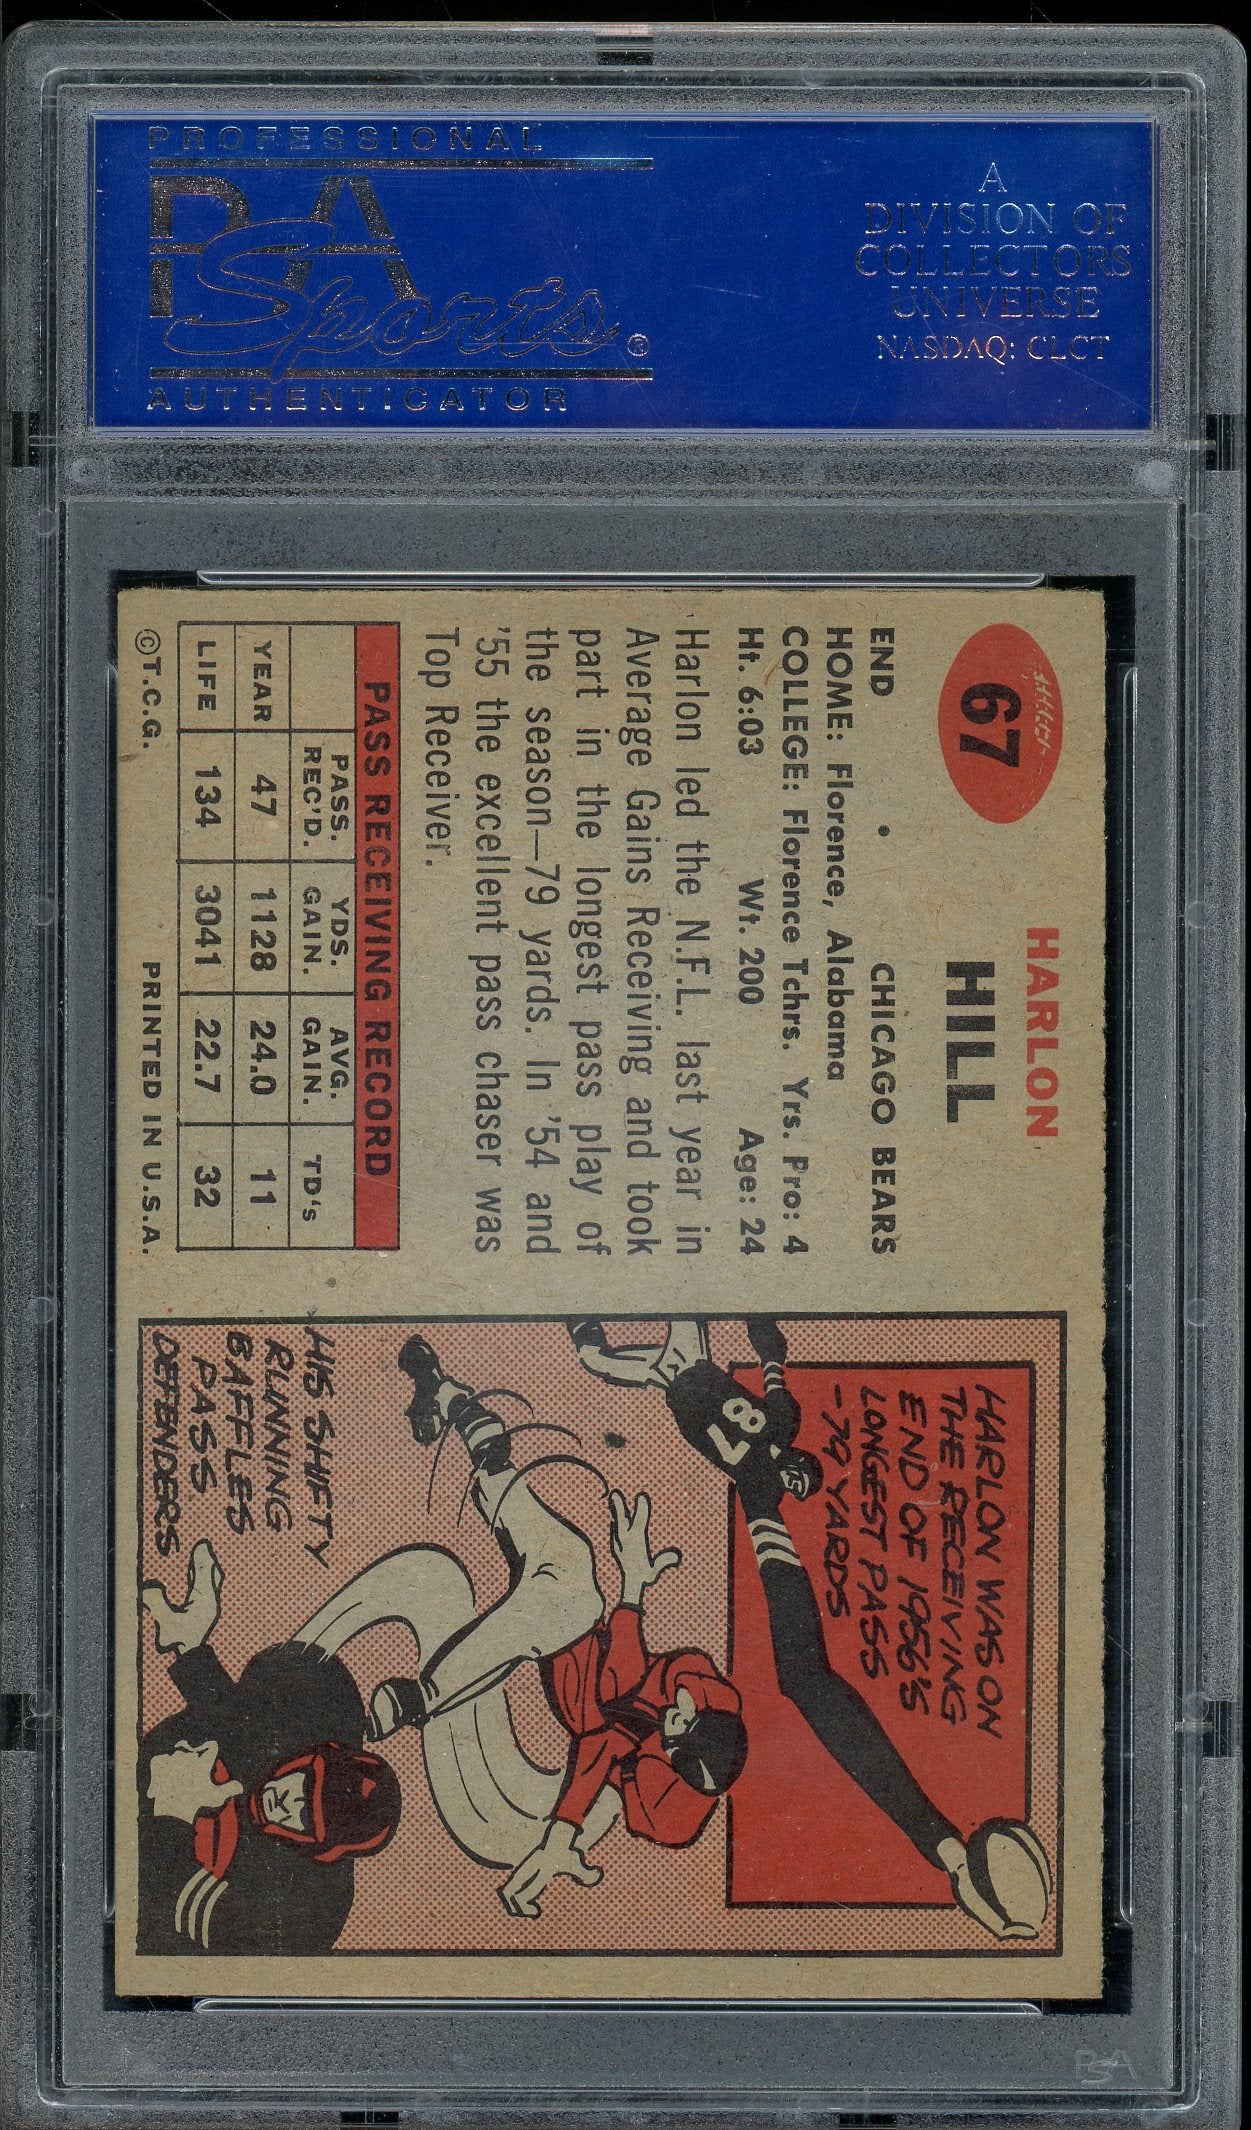 PROFESSIONAL
PSA
Sports®
AUTHENTICATOR
A
DIVISION OF
COLLECTORS
UNIVERSE
NASDAQ: CLCT
67
HARLON
HILL
END • CHICAGO BEARS
HOME: Florence, Alabama
COLLEGE: Florence Tchrs. Yrs. Pro: 4
Ht. 6:03 Wt. 200 Age: 24
Harlon led the N.F.L. last year in
Average Gains Receiving and took
part in the longest pass play of
the season—79 yards. In '54 and
'55 the excellent pass chaser was
Top Receiver.
PASS RECEIVING RECORD
PASS. REC'D. YDS. GAIN. AVG. GAIN. TD's
YEAR 47 1128 24.0 11
LIFE 134 3041 22.7 32
©T.C.G. PRINTED IN U.S.A.
HARLON WAS ON
THE RECEIVING
END OF 1956'S
LONGEST PASS
-79 YARDS
87
HIS SHIFTY
RUNNING
BAFFLES
PASS
DEFENDERS
PSA